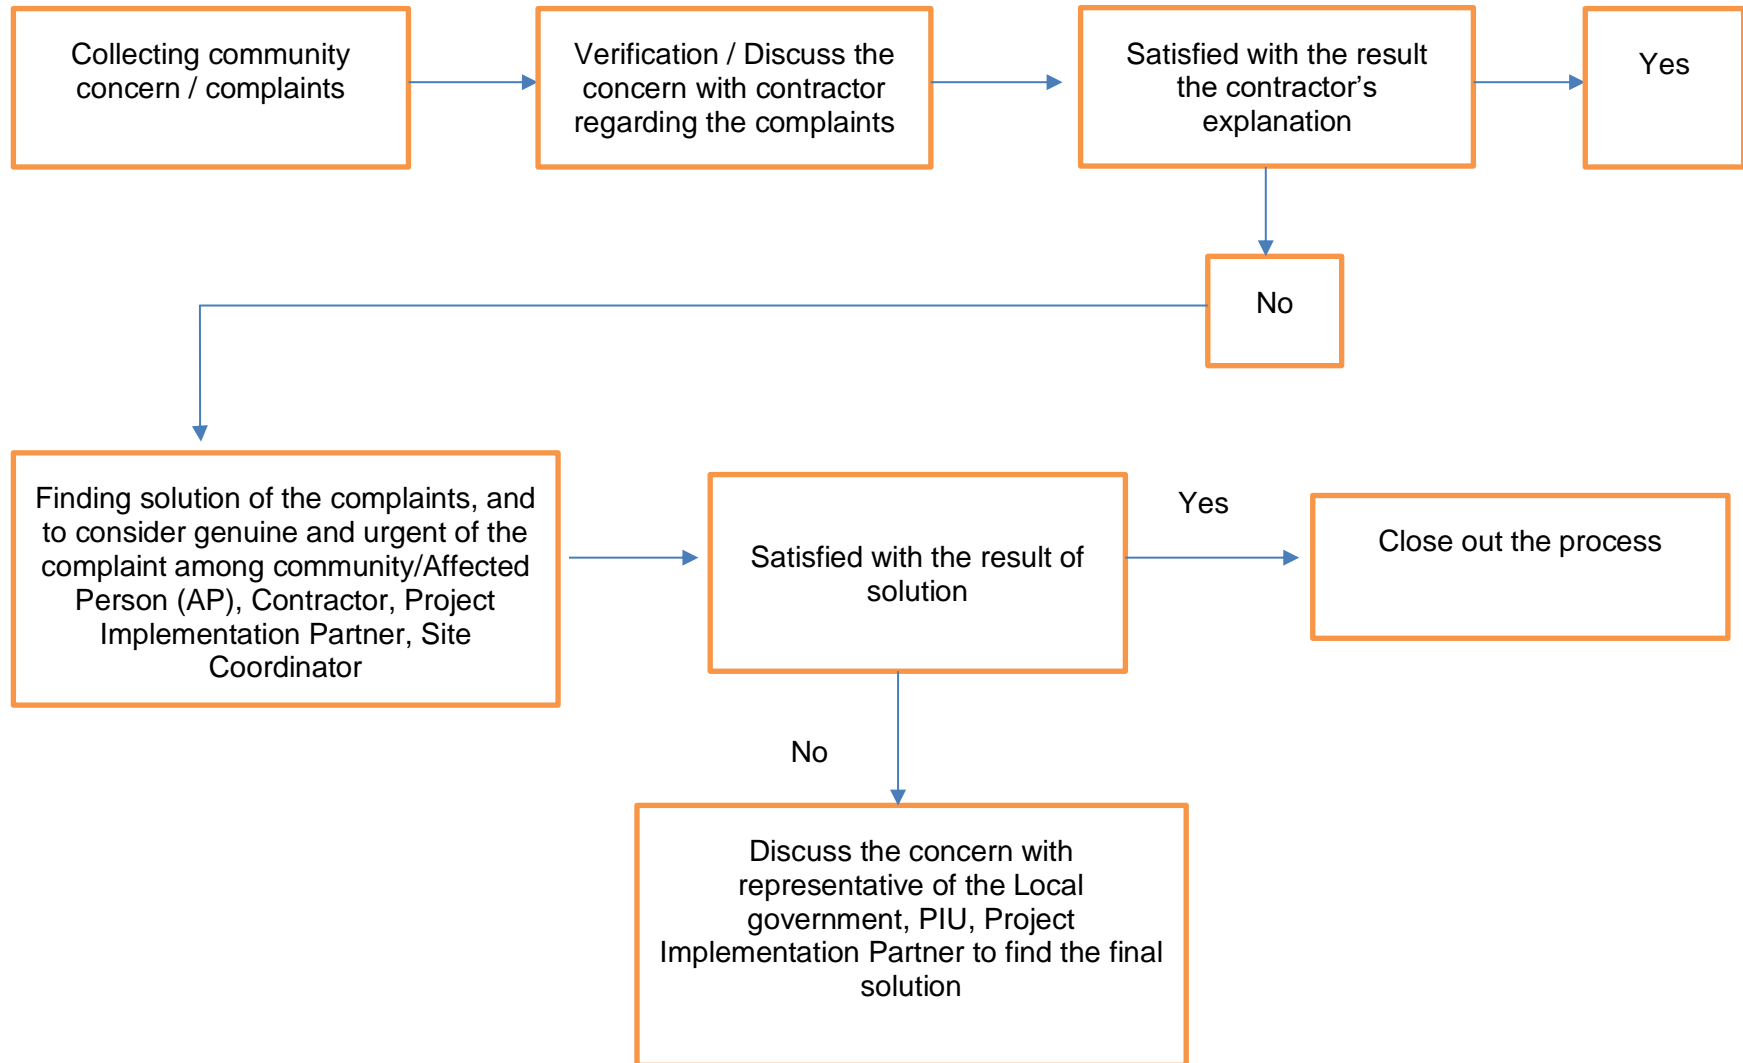 Collecting community
concern / complaints
Verification / Discuss the
concern with contractor
regarding the complaints
Satisfied with the result
the contractor’s
explanation
Yes
No
Finding solution of the complaints, and
to consider genuine and urgent of the
complaint among community/Affected
Person (AP), Contractor, Project
Implementation Partner, Site
Coordinator
Satisfied with the result of
solution
Yes
Close out the process
No
Discuss the concern with
representative of the Local
government, PIU, Project
Implementation Partner to find the final
solution